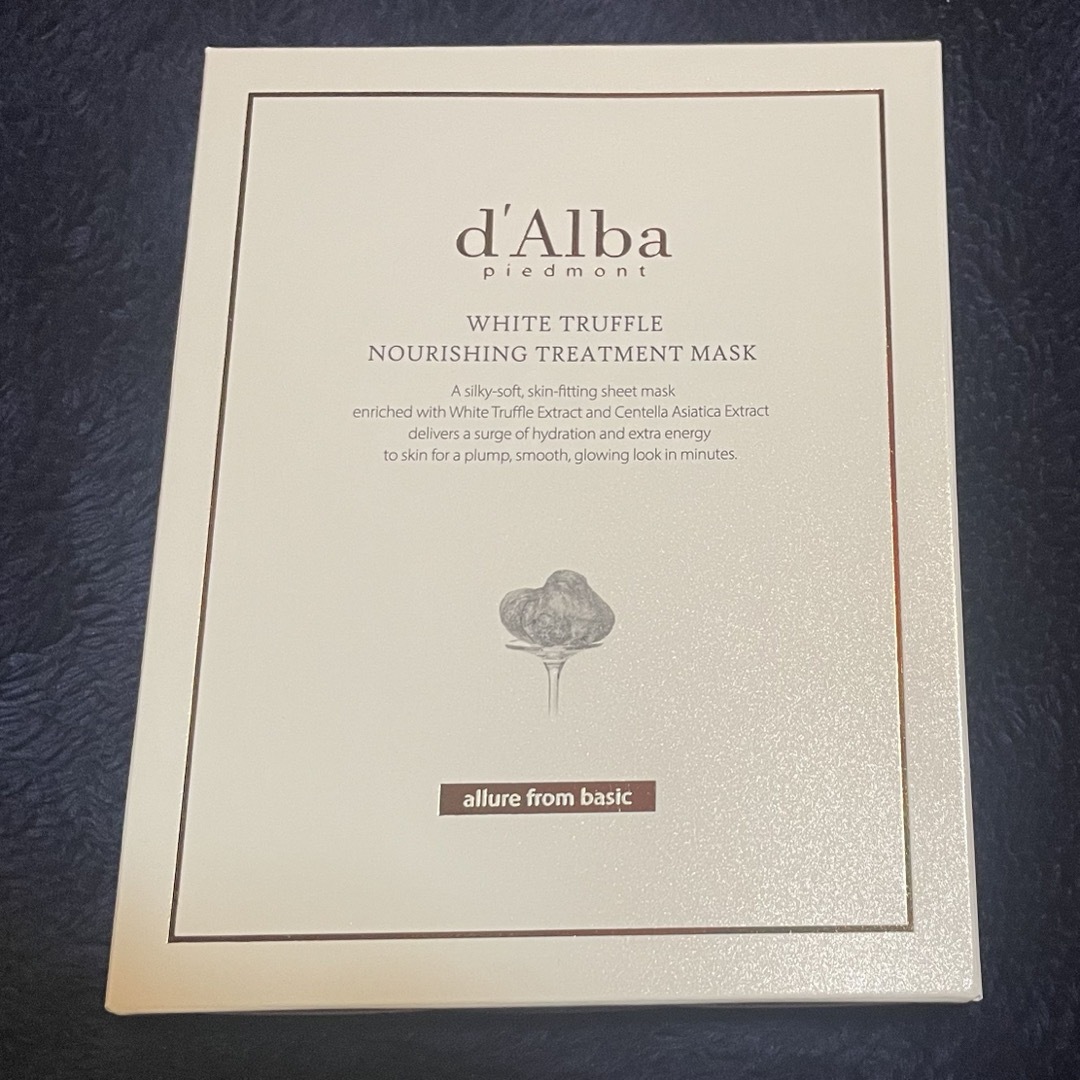 d'Alba
piedmont
WHITE TRUFFLE
NOURISHING TREATMENT MASK
A silky-soft, skin-fitting sheet mask
enriched with White Truffle Extract and Centella Asiatica Extract
delivers a surge of hydration and extra energy
to skin for a plump, smooth, glowing look in minutes.
allure from basic